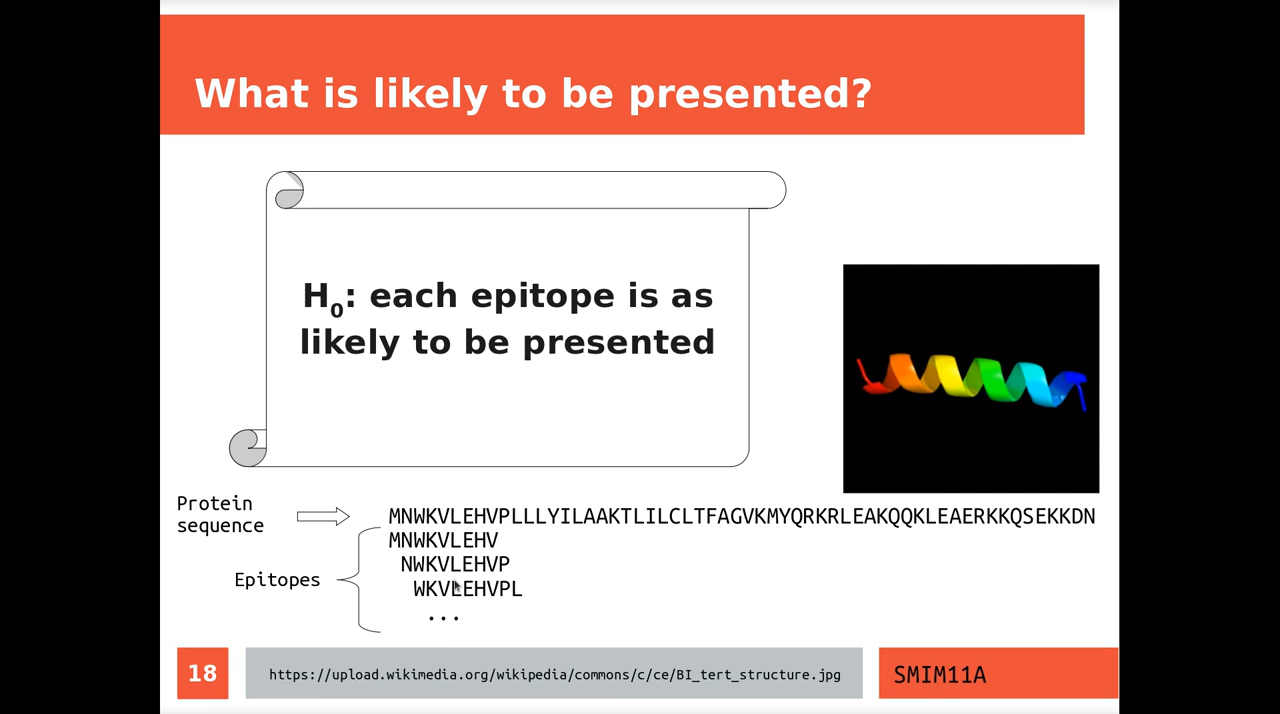 What is likely to be presented?
H0: each epitope is as
likely to be presented
Protein
sequence
MNWKVLEHVPLLLYILAAKTLILCLTFAGVKMYQRKRLEAKQQKLEAERKKQSEKKDN
MNWKVLEHV
NWKVLEHVP
WKVLEHVPL
...
Epitopes
18
https://upload.wikimedia.org/wikipedia/commons/c/ce/BI_tert_structure.jpg
SMIM11A